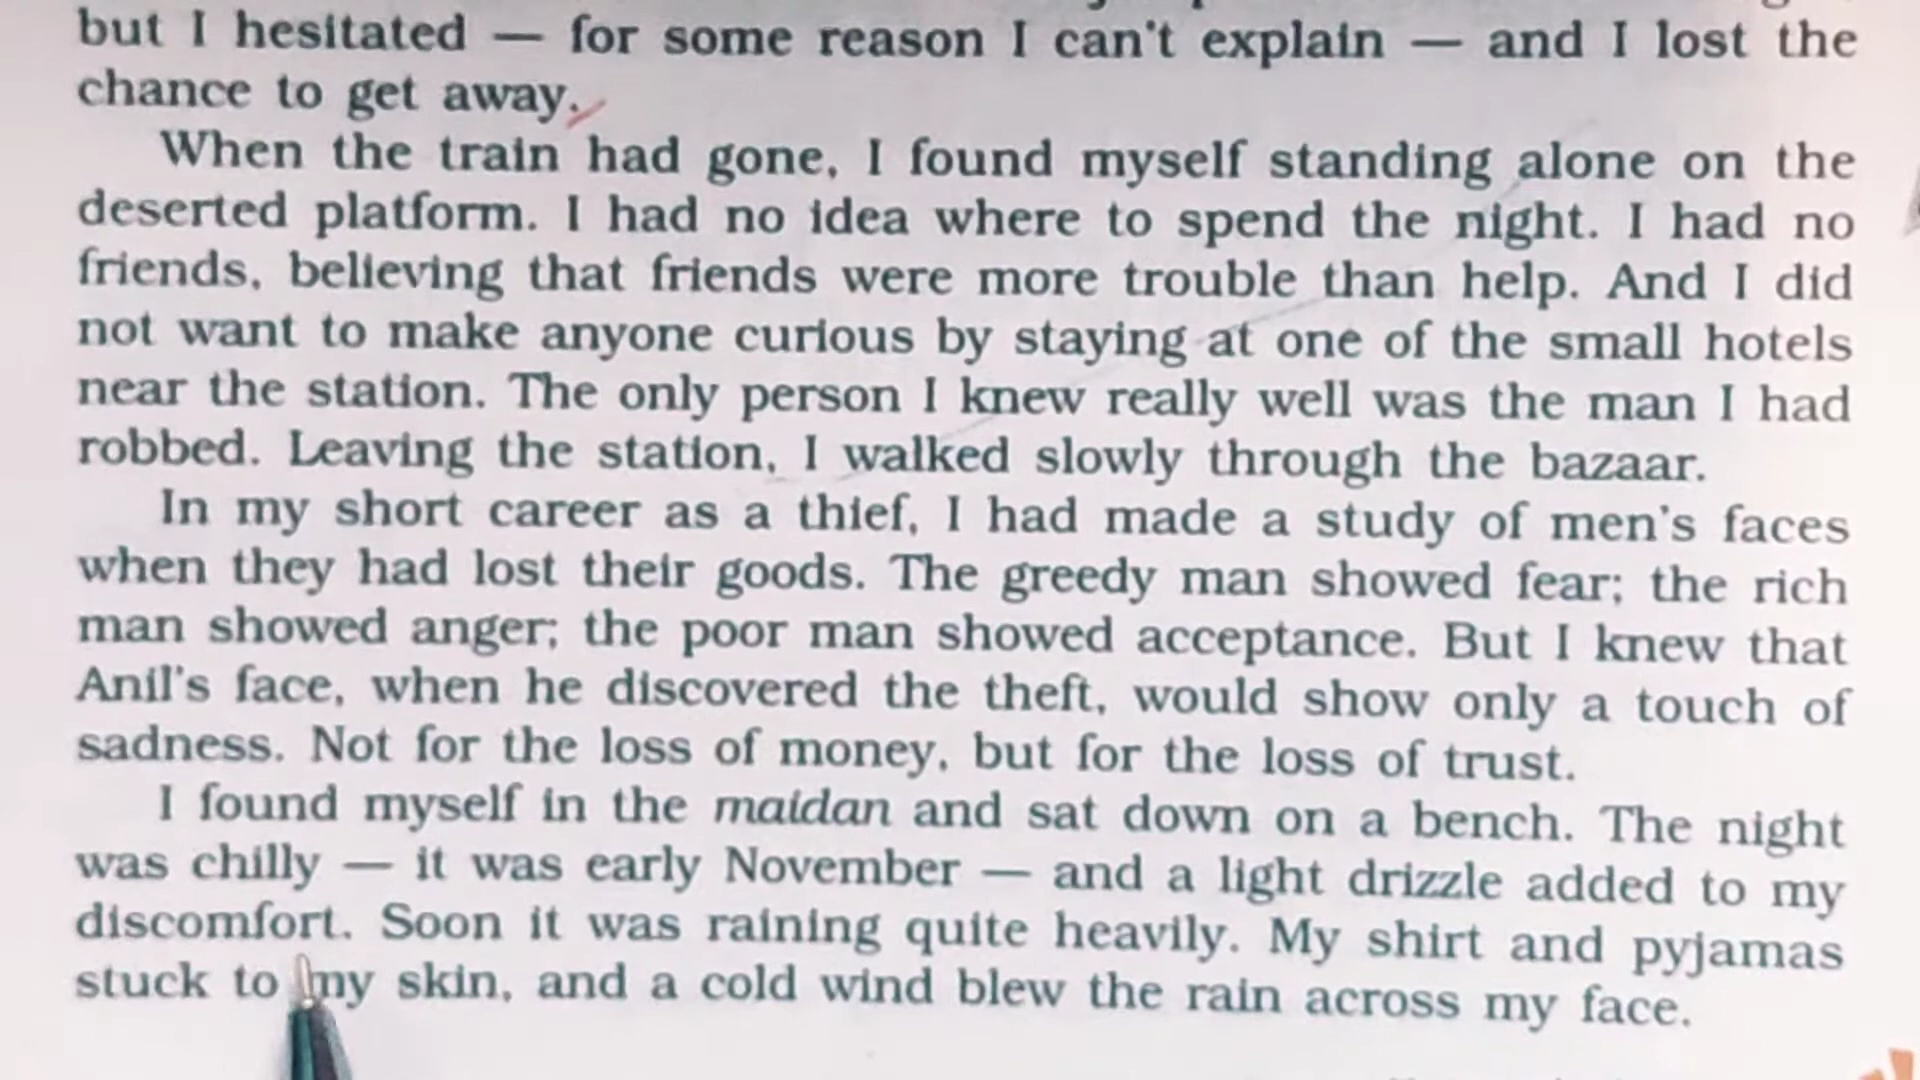 but I hesitated — for some reason I can't explain — and I lost the
chance to get away.
When the train had gone, I found myself standing alone on the
deserted platform. I had no idea where to spend the night. I had no
friends, believing that friends were more trouble than help. And I did
not want to make anyone curious by staying at one of the small hotels
near the station. The only person I knew really well was the man I had
robbed. Leaving the station, I walked slowly through the bazaar.
In my short career as a thief, I had made a study of men's faces
when they had lost their goods. The greedy man showed fear; the rich
man showed anger; the poor man showed acceptance. But I knew that
Anil's face, when he discovered the theft, would show only a touch of
sadness. Not for the loss of money, but for the loss of trust.
I found myself in the maidan and sat down on a bench. The night
was chilly — it was early November — and a light drizzle added to my
discomfort. Soon it was raining quite heavily. My shirt and pyjamas
stuck to my skin, and a cold wind blew the rain across my face.